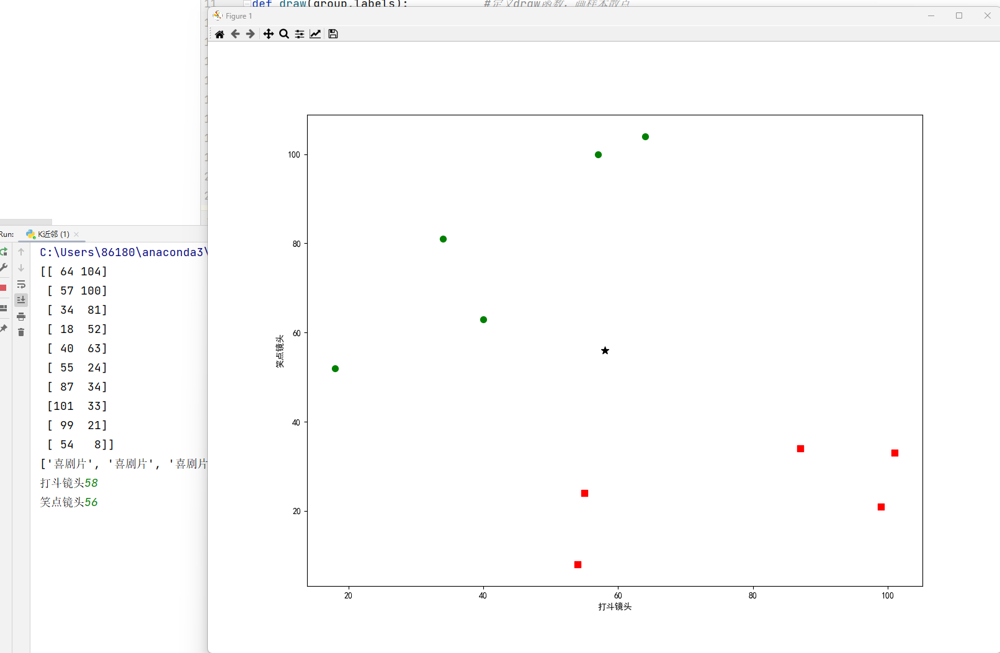 11 def draw(group,labels): #定义draw函数，画样本散点
Figure 1
Run: K近邻 (1)
C:\Users\86180\anaconda3\
[[ 64 104]
[ 57 100]
[ 34 81]
[ 18 52]
[ 40 63]
[ 55 24]
[ 87 34]
[101 33]
[ 99 21]
[ 54 8]]
['喜剧片', '喜剧片', '喜剧片
打斗镜头58
笑点镜头56
100
80
60
40
20
笑点镜头
20 40 60 80 100
打斗镜头